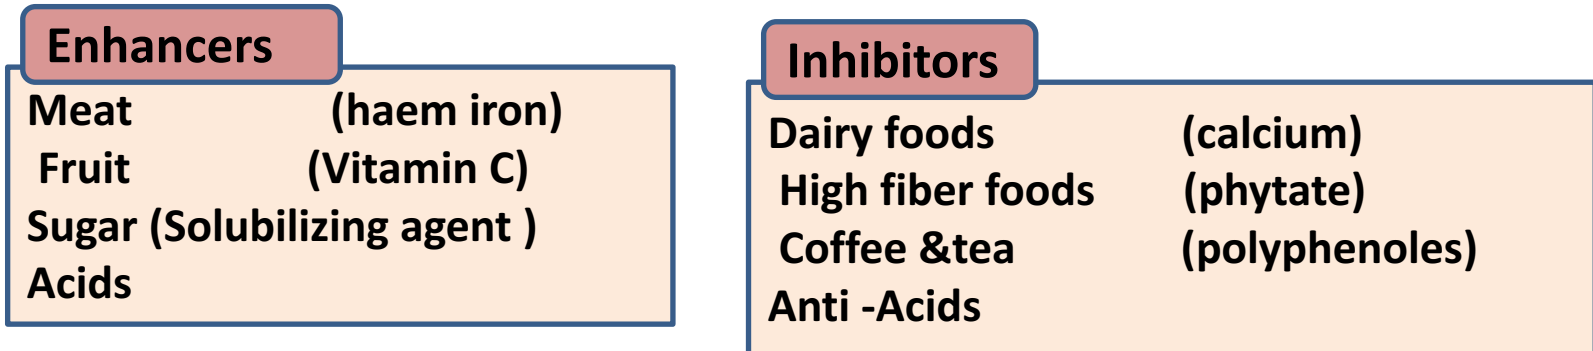 Enhancers
Meat (haem iron)
Fruit (Vitamin C)
Sugar (Solubilizing agent )
Acids
Inhibitors
Dairy foods (calcium)
High fiber foods (phytate)
Coffee &tea (polyphenoles)
Anti -Acids